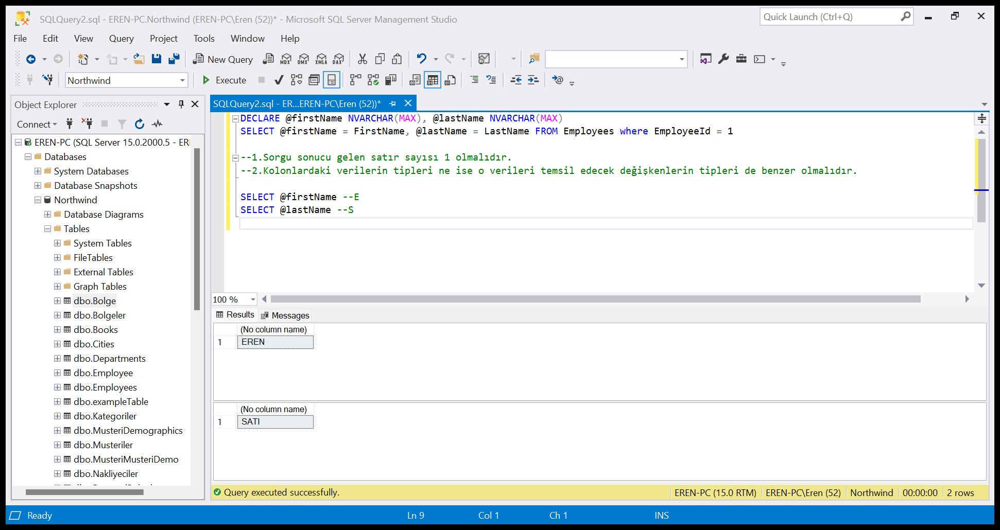 SQLQuery2.sql - EREN-PC.Northwind (EREN-PC\Eren (52))* - Microsoft SQL Server Management Studio
Quick Launch (Ctrl+Q)
File Edit View Query Project Tools Window Help
New Query MDX DMX XMLA DAX
Northwind Execute
Object Explorer
Connect
EREN-PC (SQL Server 15.0.2000.5 - ER
Databases
System Databases
Database Snapshots
Northwind
Database Diagrams
Tables
System Tables
FileTables
External Tables
Graph Tables
dbo.Bolge
dbo.Bolgeler
dbo.Books
dbo.Cities
dbo.Departments
dbo.Employee
dbo.Employees
dbo.exampleTable
dbo.Kategoriler
dbo.MusteriDemographics
dbo.Musteriler
dbo.MusteriMusteriDemo
dbo.Nakliyeciler
SQLQuery2.sql - ER...EREN-PC\Eren (52))*
DECLARE @firstName NVARCHAR(MAX), @lastName NVARCHAR(MAX)
SELECT @firstName = FirstName, @lastName = LastName FROM Employees where EmployeeId = 1
--1.Sorgu sonucu gelen satır sayısı 1 olmalıdır.
--2.Kolonlardaki verilerin tipleri ne ise o verileri temsil edecek değişkenlerin tipleri de benzer olmalıdır.
SELECT @firstName --E
SELECT @lastName --S
100 %
Results Messages
(No column name)
1 EREN
(No column name)
1 SATI
Query executed successfully. EREN-PC (15.0 RTM) EREN-PC\Eren (52) Northwind 00:00:00 2 rows
Ready Ln 9 Col 1 Ch 1 INS